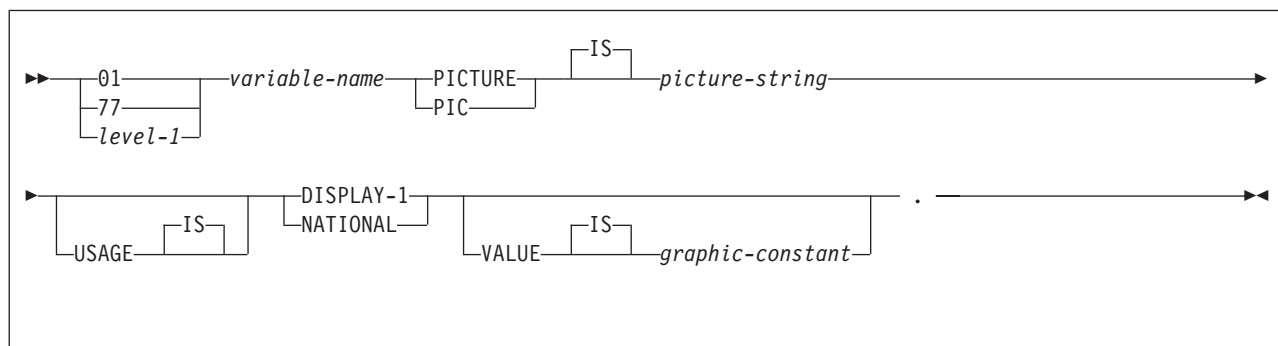 IS
01 variable-name PICTURE picture-string
77 PIC
level-1
DISPLAY-1 .
IS NATIONAL IS
USAGE VALUE graphic-constant